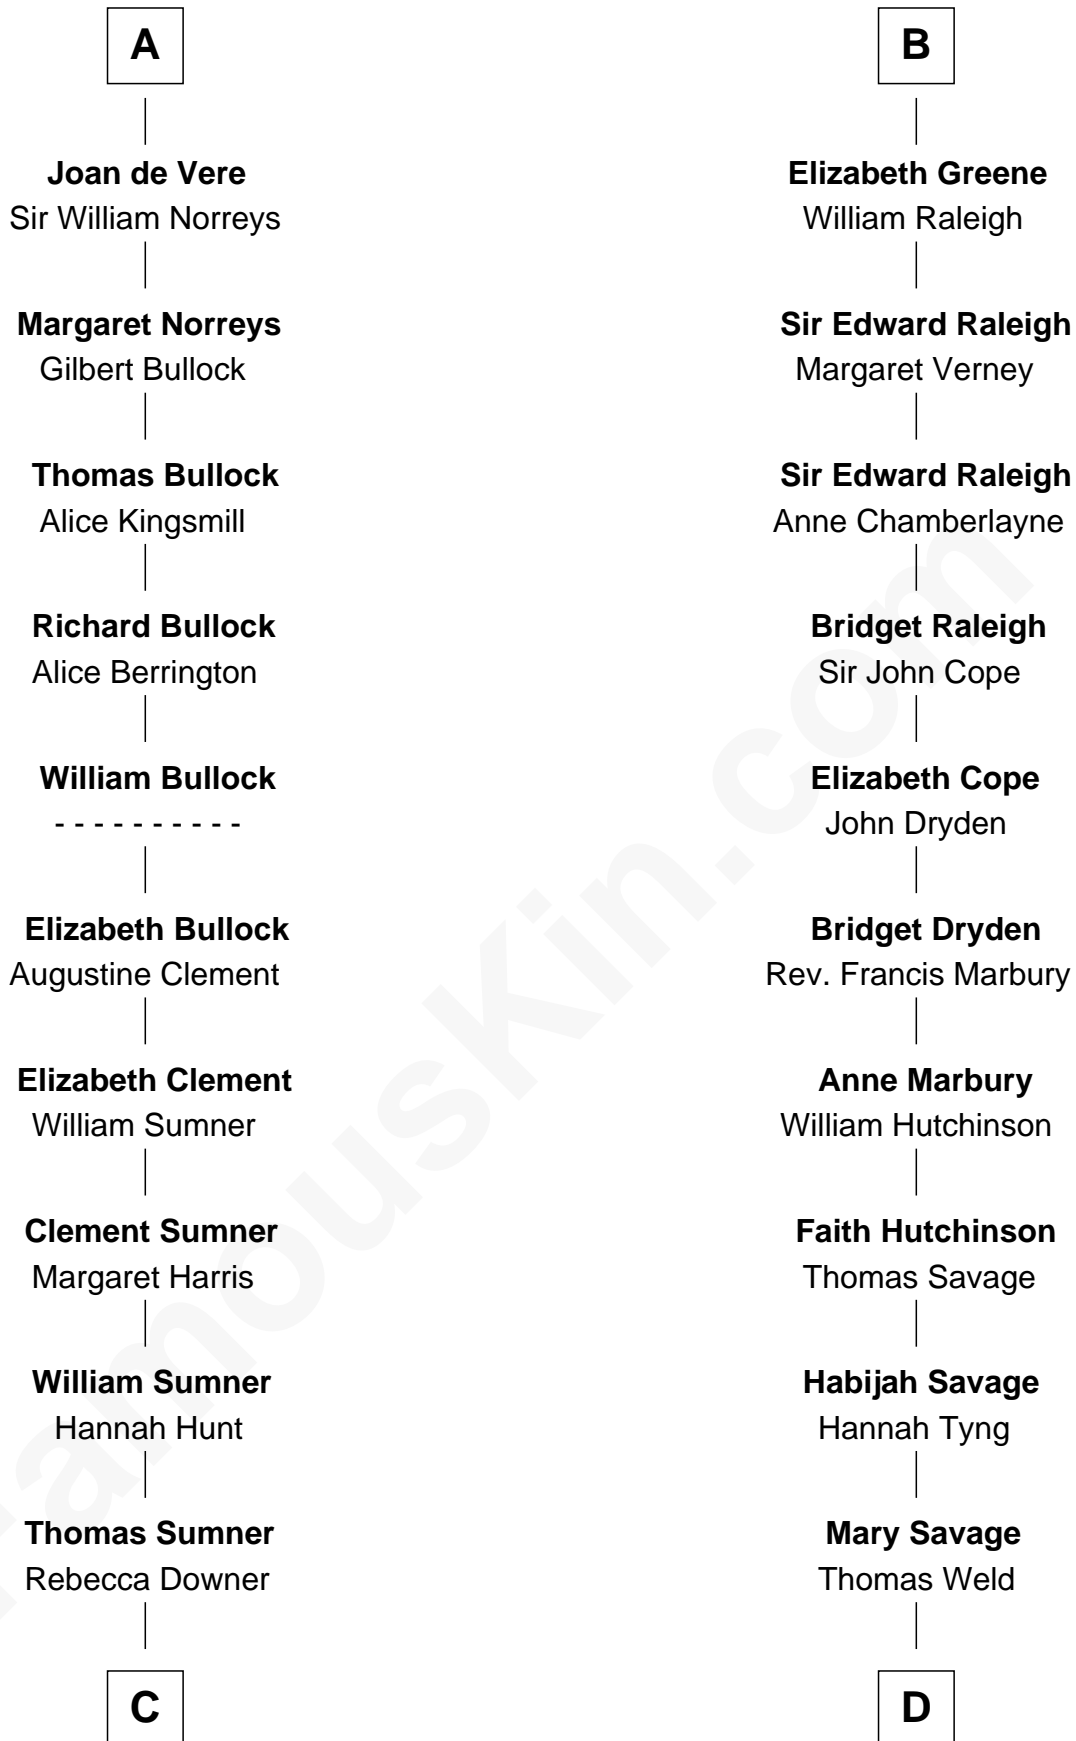 A
Joan de Vere
Sir William Norreys
Margaret Norreys
Gilbert Bullock
Thomas Bullock
Alice Kingsmill
Richard Bullock
Alice Berrington
William Bullock
- - - - - - - - - -
Elizabeth Bullock
Augustine Clement
Elizabeth Clement
William Sumner
Clement Sumner
Margaret Harris
William Sumner
Hannah Hunt
Thomas Sumner
Rebecca Downer
C
B
Elizabeth Greene
William Raleigh
Sir Edward Raleigh
Margaret Verney
Sir Edward Raleigh
Anne Chamberlayne
Bridget Raleigh
Sir John Cope
Elizabeth Cope
John Dryden
Bridget Dryden
Rev. Francis Marbury
Anne Marbury
William Hutchinson
Faith Hutchinson
Thomas Savage
Habijah Savage
Hannah Tyng
Mary Savage
Thomas Weld
D
FamousKin.com